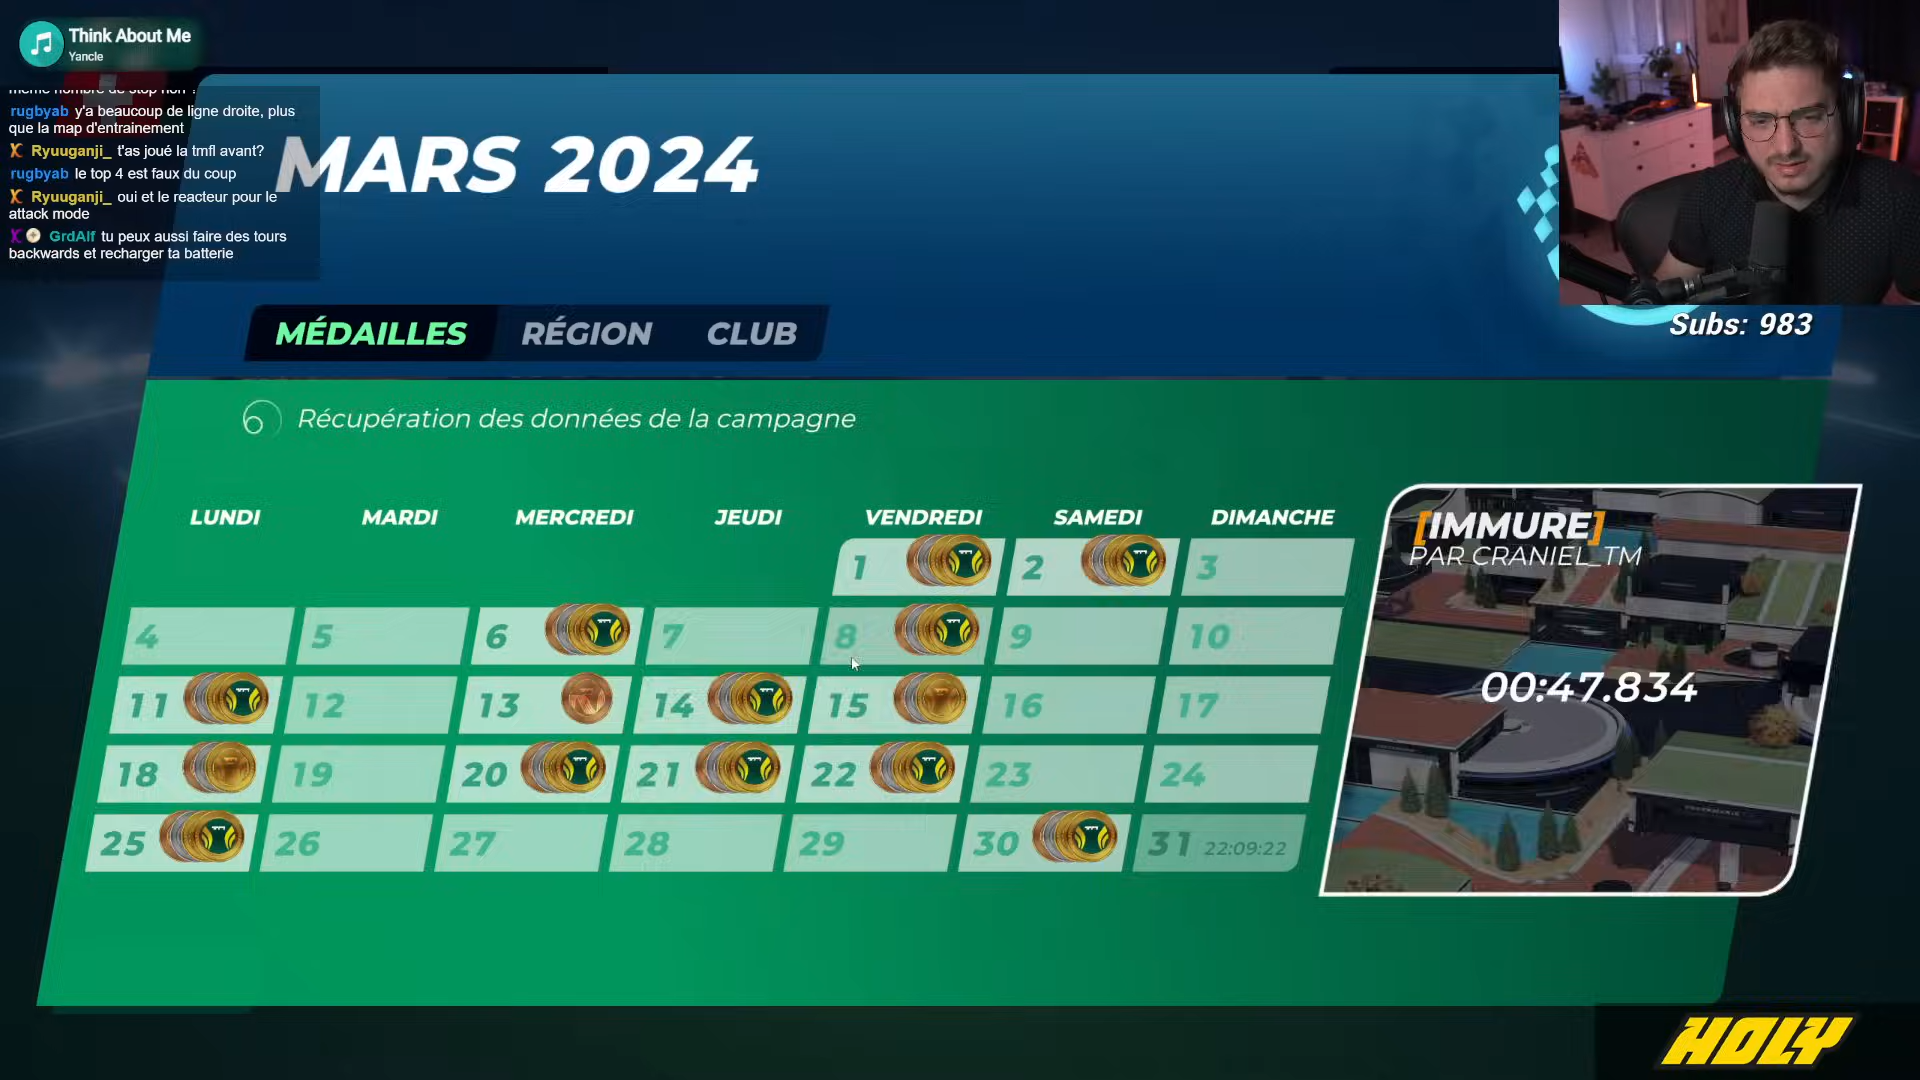 Think About Me
Yancle
même nombre de stop non ?
rugbyab y'a beaucoup de ligne droite, plus
que la map d'entrainement
Ryuuganji_ t'as joué la tmfl avant?
rugbyab le top 4 est faux du coup
Ryuuganji_ oui et le reacteur pour le
attack mode
GrdAlf tu peux aussi faire des tours
backwards et recharger ta batterie
MARS 2024
Subs: 983
MÉDAILLES RÉGION CLUB
Récupération des données de la campagne
LUNDI MARDI MERCREDI JEUDI VENDREDI SAMEDI DIMANCHE
1 2 3
4 5 6 7 8 9 10
11 12 13 14 15 16 17
18 19 20 21 22 23 24
25 26 27 28 29 30 31 22:09:22
[IMMURE]
PAR CRANIEL_TM
00:47.834
HOLY